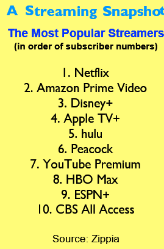 A Streaming Snapshot
The Most Popular Streamers
(in order of subscriber numbers)
1. Netflix
2. Amazon Prime Video
3. Disney+
4. Apple TV+
5. hulu
6. Peacock
7. YouTube Premium
8. HBO Max
9. ESPN+
10. CBS All Access
Source: Zippia